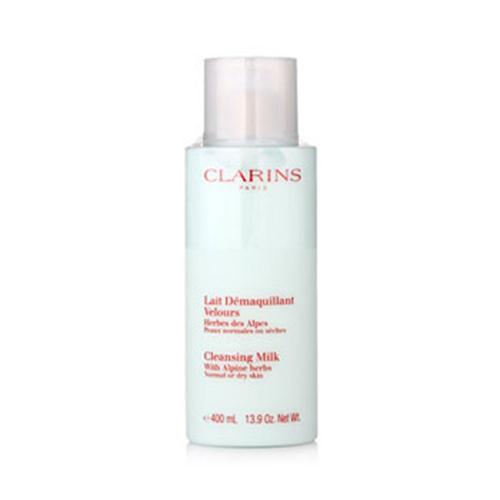 CLARINS
PARIS
Lait Démaquillant
Velours
Herbes des Alpes
Peaux normales ou sèches
Cleansing Milk
With Alpine herbs
Normal or dry skin
e 400 mL 13.9 Oz. Net Wt.